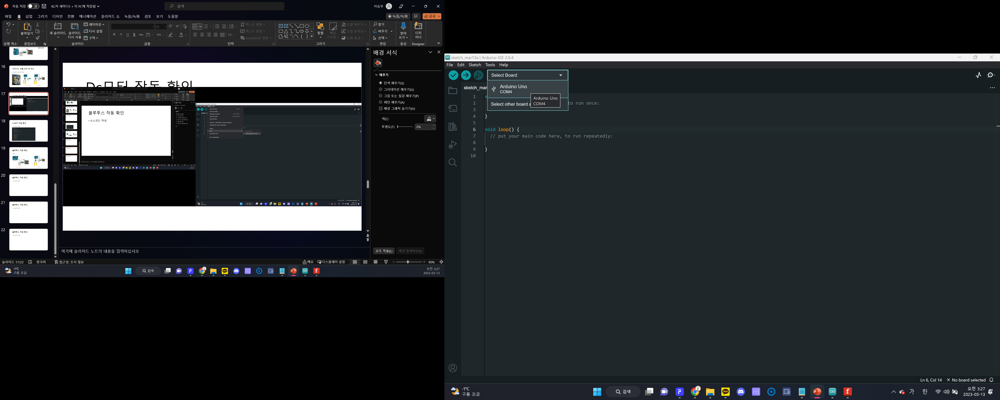 자동 저장 끔 RC카 세미나1 • 이 PC에 저장됨 검색 이승우
파일 홈 삽입 그리기 디자인 전환 애니메이션 슬라이드 쇼 녹음/녹화 검토 보기 도움말 녹음/녹화 공유
붙여넣기 새 슬라이드 슬라이드 다시 사용 레이아웃 다시 설정 구역 28 텍스트 방향 텍스트 맞춤 SmartArt로 변환 정렬 빠른 스타일 도형 채우기 도형 윤곽선 도형 효과 찾기 바꾸기 선택 받아쓰기 디자이너
실행 취소 클립보드 슬라이드 글꼴 단락 그리기 편집 음성 Designer
16
아두이노 부품 장착 및 배선
17
18
Dc모터 작동 확인
19
블루투스 작동 확인
20
블루투스 작동 확인
21
블루투스 작동 확인
22
블루투스 작동 확인
Dc모터 작동 확인
블루투스 작동 확인
• 소스코드 작성
배경 서식
채우기
단색 채우기(S)
그라데이션 채우기(G)
그림 또는 질감 채우기(P)
패턴 채우기(A)
배경 그래픽 숨기기(H)
색(C)
투명도(T) 0%
모두 적용(L) 배경 원래대로(B)
여기에 슬라이드 노트의 내용을 입력하십시오
슬라이드 17/22 한국어 접근성: 조사 필요 메모 디스플레이 설정 90%
-1°C
구름 조금
검색
오전 3:27
2023-03-13
sketch_mar13a | Arduino IDE 2.0.4
File Edit Sketch Tools Help
Select Board
Arduino Uno
COM4
Select other board a
Arduino Uno
COM4
sketch_mar
1 v
2 to run once:
3
4 }
5
6 void loop() {
7 // put your main code here, to run repeatedly:
8
9 }
10
Ln 6, Col 14 No board selected
-1°C
구름 조금
검색
TALK
가 한
오전 3:27
2023-03-13